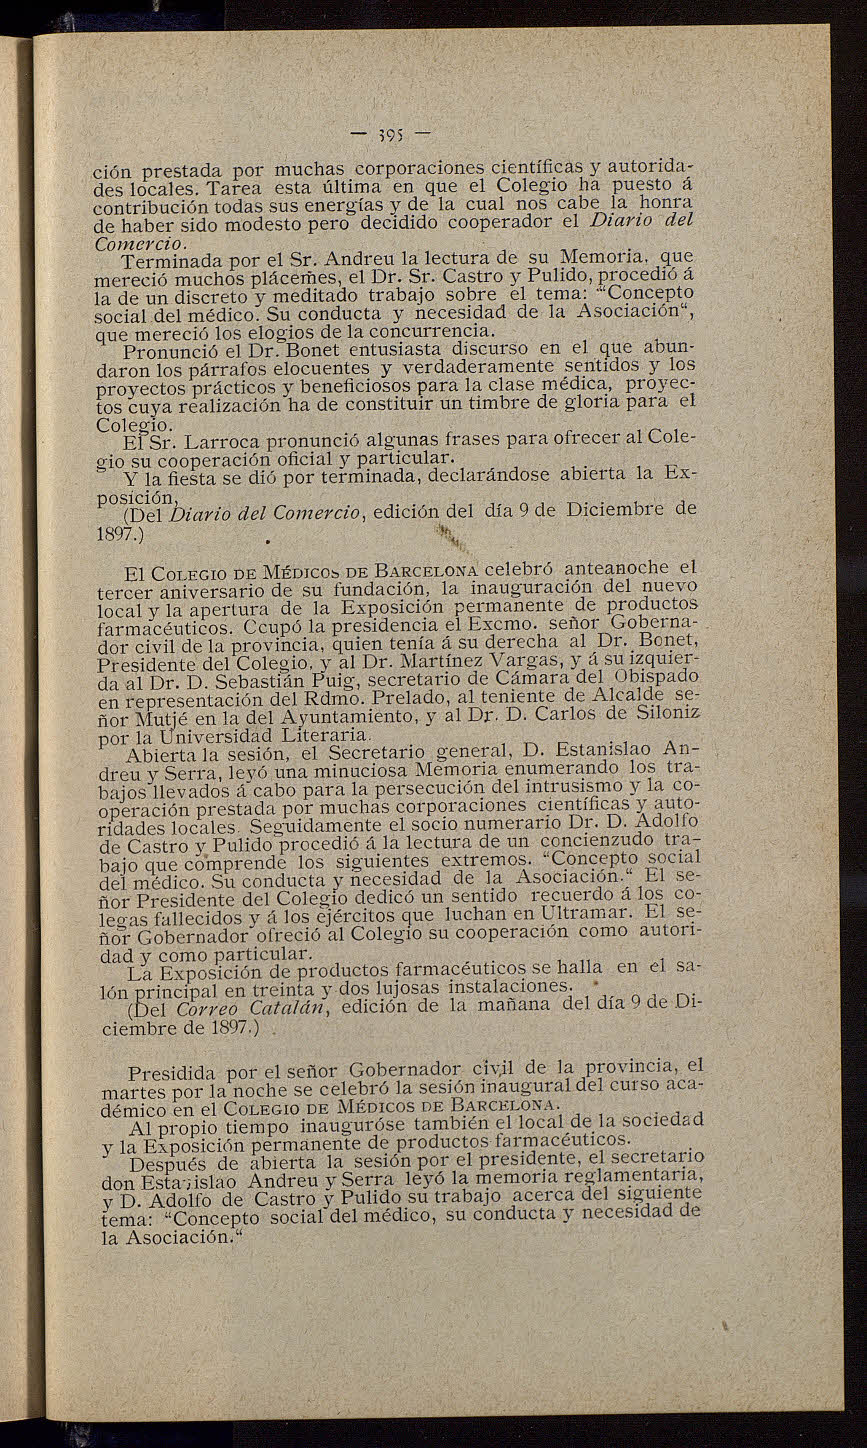 — 395 —
ción prestada por muchas corporaciones científicas y autorida-
des locales. Tarea esta última en que el Colegio ha puesto á
contribución todas sus energías y de la cual nos cabe la honra
de haber sido modesto pero decidido cooperador el Diario del
Comercio.
Terminada por el Sr. Andreu la lectura de su Memoria, que
mereció muchos plácemes, el Dr. Sr. Castro y Pulido, procedió á
la de un discreto y meditado trabajo sobre el tema: “Concepto
social del médico. Su conducta y necesidad de la Asociación“,
que mereció los elogios de la concurrencia.
Pronunció el Dr. Bonet entusiasta discurso en el que abun-
daron los párrafos elocuentes y verdaderamente sentidos y los
proyectos prácticos y beneficiosos para la clase médica, proyec-
tos cuya realización ha de constituir un timbre de gloria para el
Colegio.
El Sr. Larroca pronunció algunas frases para ofrecer al Cole-
gio su cooperación oficial y particular.
Y la fiesta se dió por terminada, declarándose abierta la Ex-
posición,
(Del Diario del Comercio, edición del día 9 de Diciembre de
1897.)
El COLEGIO DE MÉDICOS DE BARCELONA celebró anteanoche el
tercer aniversario de su fundación, la inauguración del nuevo
local y la apertura de la Exposición permanente de productos
farmacéuticos. Ccupó la presidencia el Excmo. señor Goberna-
dor civil de la provincia, quien tenía á su derecha al Dr. Bonet,
Presidente del Colegio, y al Dr. Martínez Vargas, y á su izquier-
da al Dr. D. Sebastián Puig, secretario de Cámara del Obispado
en representación del Rdmo. Prelado, al teniente de Alcalde se-
ñor Mutjé en la del Ayuntamiento, y al Dr. D. Carlos de Siloniz
por la Universidad Literaria.
Abierta la sesión, el Secretario general, D. Estanislao An-
dreu y Serra, leyó una minuciosa Memoria enumerando los tra-
bajos llevados á cabo para la persecución del intrusismo y la co-
operación prestada por muchas corporaciones científicas y auto-
ridades locales. Seguidamente el socio numerario Dr. D. Adolfo
de Castro y Pulido procedió á la lectura de un concienzudo tra-
bajo que comprende los siguientes extremos. “Concepto social
del médico. Su conducta y necesidad de la Asociación.“ El se-
ñor Presidente del Colegio dedicó un sentido recuerdo á los co-
legas fallecidos y á los ejércitos que luchan en Ultramar. El se-
ñor Gobernador ofreció al Colegio su cooperación como autori-
dad y como particular.
La Exposición de productos farmacéuticos se halla en el sa-
lón principal en treinta y dos lujosas instalaciones.
(Del Correo Catalán, edición de la mañana del día 9 de Di-
ciembre de 1897.)
Presidida por el señor Gobernador civil de la provincia, el
martes por la noche se celebró la sesión inaugural del curso aca-
démico en el COLEGIO DE MÉDICOS DE BARCELONA.
Al propio tiempo inauguróse también el local de la sociedad
y la Exposición permanente de productos farmacéuticos.
Después de abierta la sesión por el presidente, el secretario
don Estanislao Andreu y Serra leyó la memoria reglamentaria,
y D. Adolfo de Castro y Pulido su trabajo acerca del siguiente
tema: “Concepto social del médico, su conducta y necesidad de
la Asociación.“